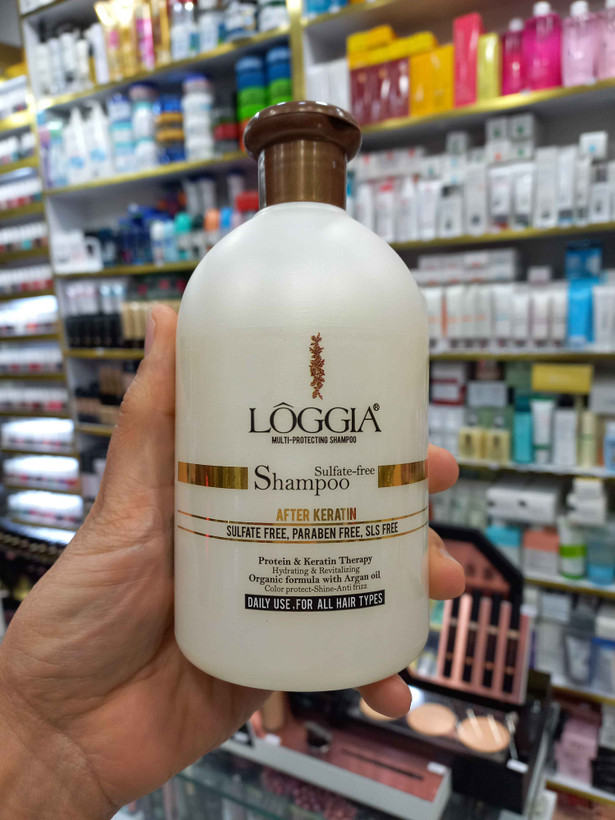 LÔGGIA®
MULTI-PROTECTING SHAMPOO
Sulfate-free
Shampoo
AFTER KERATIN
SULFATE FREE, PARABEN FREE, SLS FREE
Protein & Keratin Therapy
Hydrating & Revitalizing
Organic formula with Argan oil
Color protect-Shine-Anti frizz
DAILY USE .FOR ALL HAIR TYPES